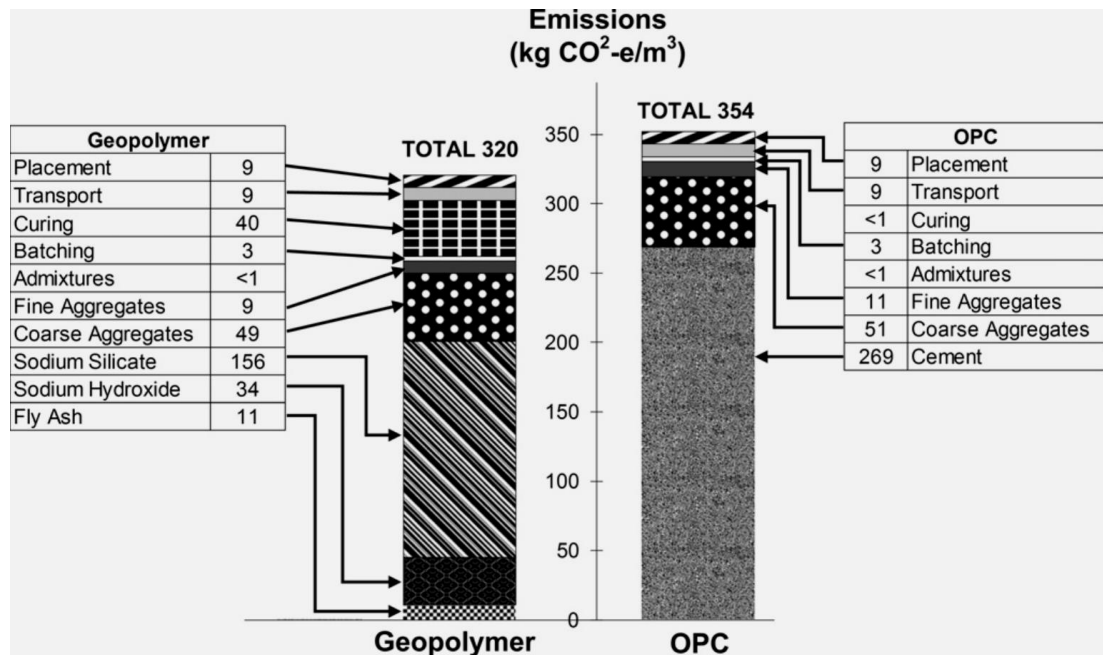 Emissions
(kg CO²-e/m³)
TOTAL 354
TOTAL 320
Geopolymer
Placement 9
Transport 9
Curing 40
Batching 3
Admixtures <1
Fine Aggregates 9
Coarse Aggregates 49
Sodium Silicate 156
Sodium Hydroxide 34
Fly Ash 11
350
300
250
200
150
100
50
0
OPC
9 Placement
9 Transport
<1 Curing
3 Batching
<1 Admixtures
11 Fine Aggregates
51 Coarse Aggregates
269 Cement
Geopolymer
OPC